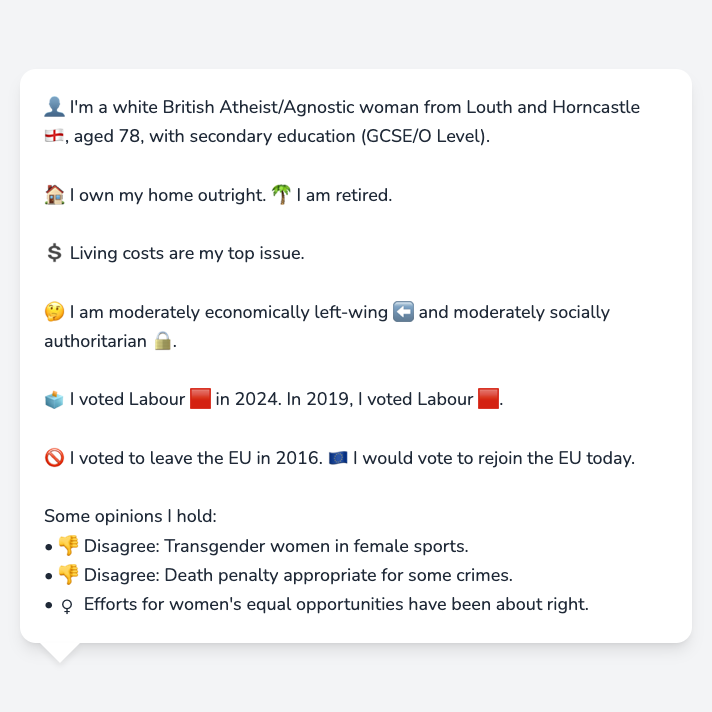 👤 I'm a white British Atheist/Agnostic woman from Louth and Horncastle
🏴󠁧󠁢󠁥󠁮󠁧󠁿, aged 78, with secondary education (GCSE/O Level).
🏠 I own my home outright. 🌴 I am retired.
💲 Living costs are my top issue.
🤔 I am moderately economically left-wing ⬅️ and moderately socially
authoritarian 🔒.
🗳️ I voted Labour 🟥 in 2024. In 2019, I voted Labour 🟥.
🚫 I voted to leave the EU in 2016. 🇪🇺 I would vote to rejoin the EU today.
Some opinions I hold:
• 👎 Disagree: Transgender women in female sports.
• 👎 Disagree: Death penalty appropriate for some crimes.
• ♀ Efforts for women's equal opportunities have been about right.